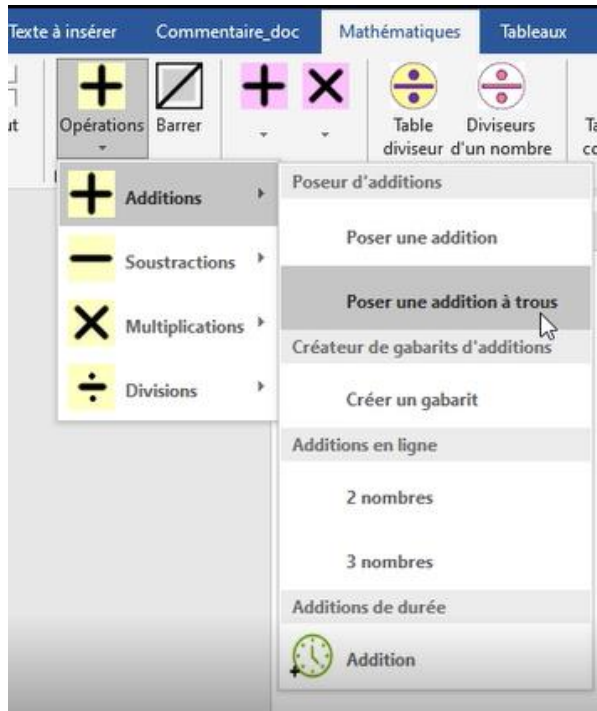 Texte à insérer Commentaire_doc Mathématiques Tableaux
Opérations Barrer Table Diviseurs
diviseur d'un nombre
Additions
Soustractions
Multiplications
Divisions
Poseur d'additions
Poser une addition
Poser une addition à trous
Créateur de gabarits d'additions
Créer un gabarit
Additions en ligne
2 nombres
3 nombres
Additions de durée
Addition